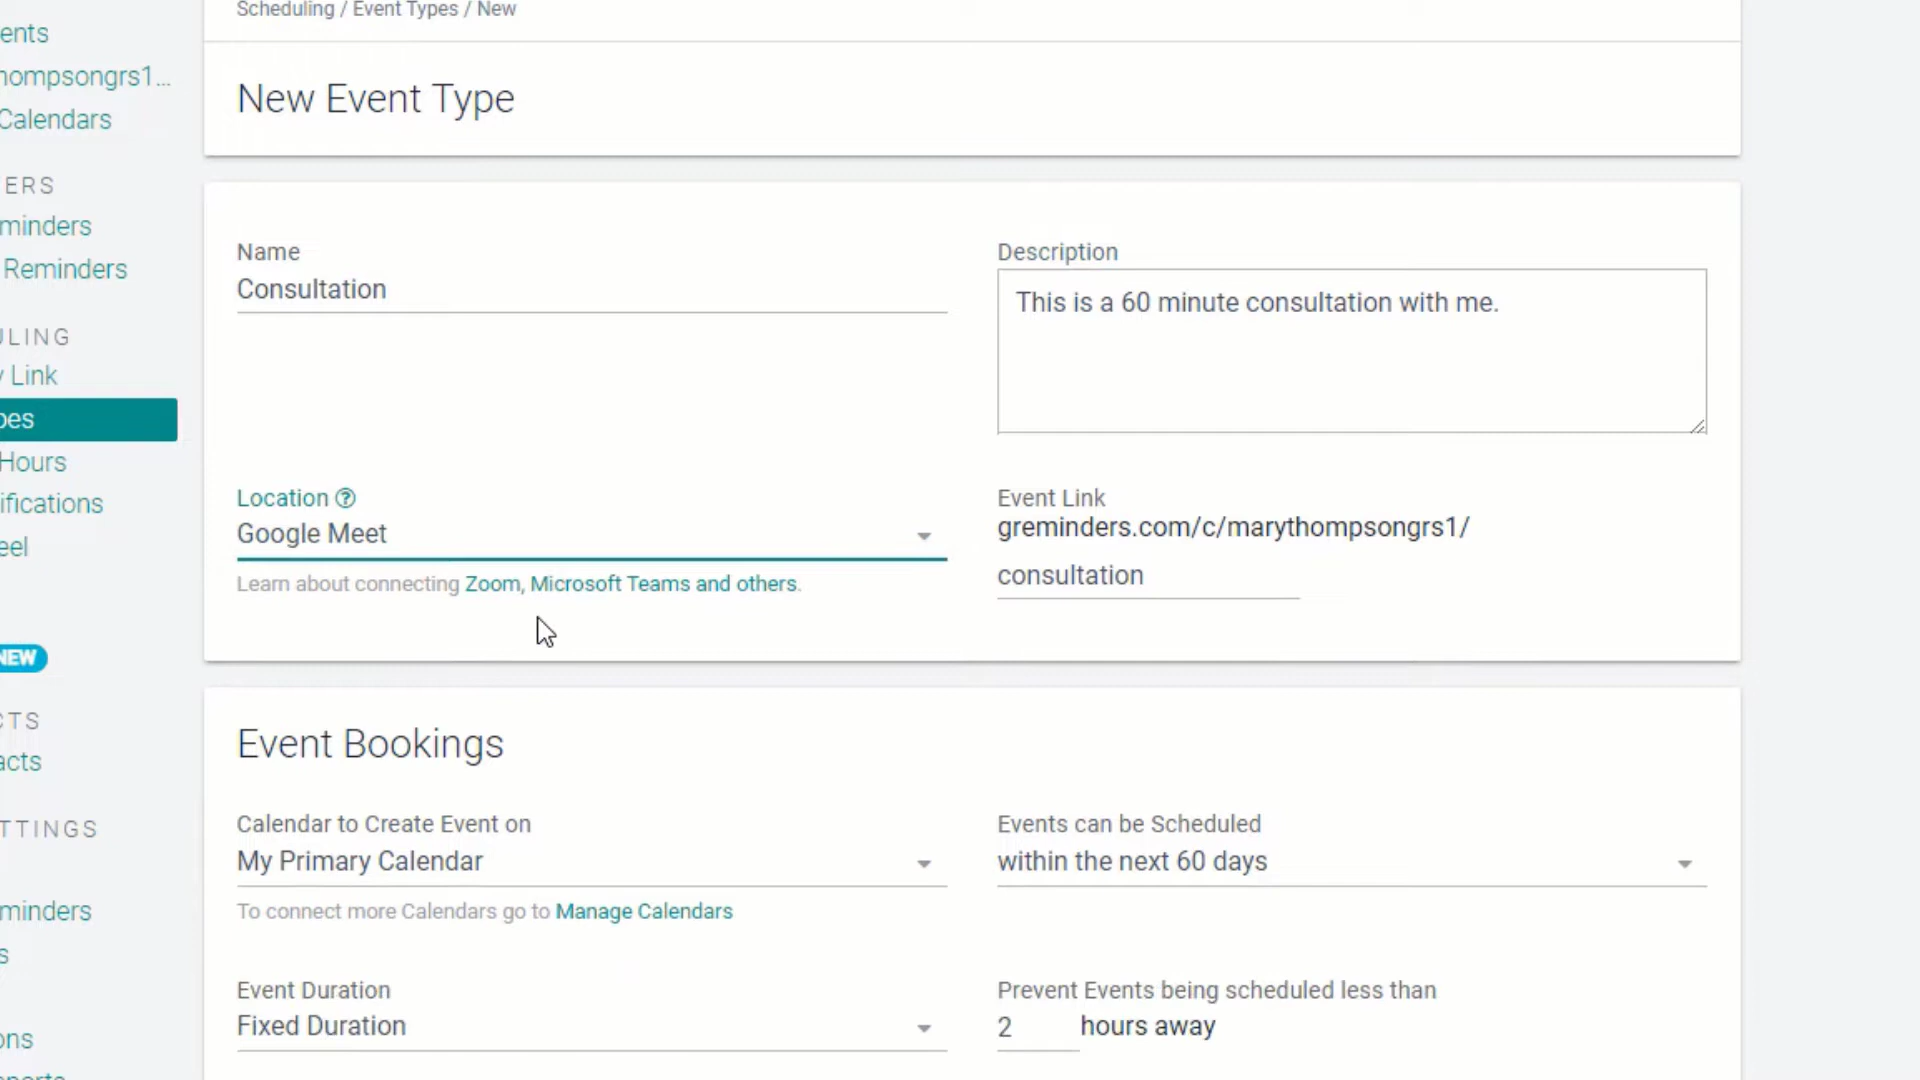 Scheduling / Event Types / New
New Event Type
ents
hompsongrs1...
Calendars
ERS
minders
Reminders
ULING
y Link
pes
Hours
ifications
eel
NEW
CTS
acts
TTINGS
minders
s
ons
Name
Consultation
Description
This is a 60 minute consultation with me.
Location ?
Google Meet
Learn about connecting Zoom, Microsoft Teams and others.
Event Link
greminders.com/c/marythompsongrs1/
consultation
Event Bookings
Calendar to Create Event on
My Primary Calendar
To connect more Calendars go to Manage Calendars
Events can be Scheduled
within the next 60 days
Event Duration
Fixed Duration
Prevent Events being scheduled less than
2 hours away